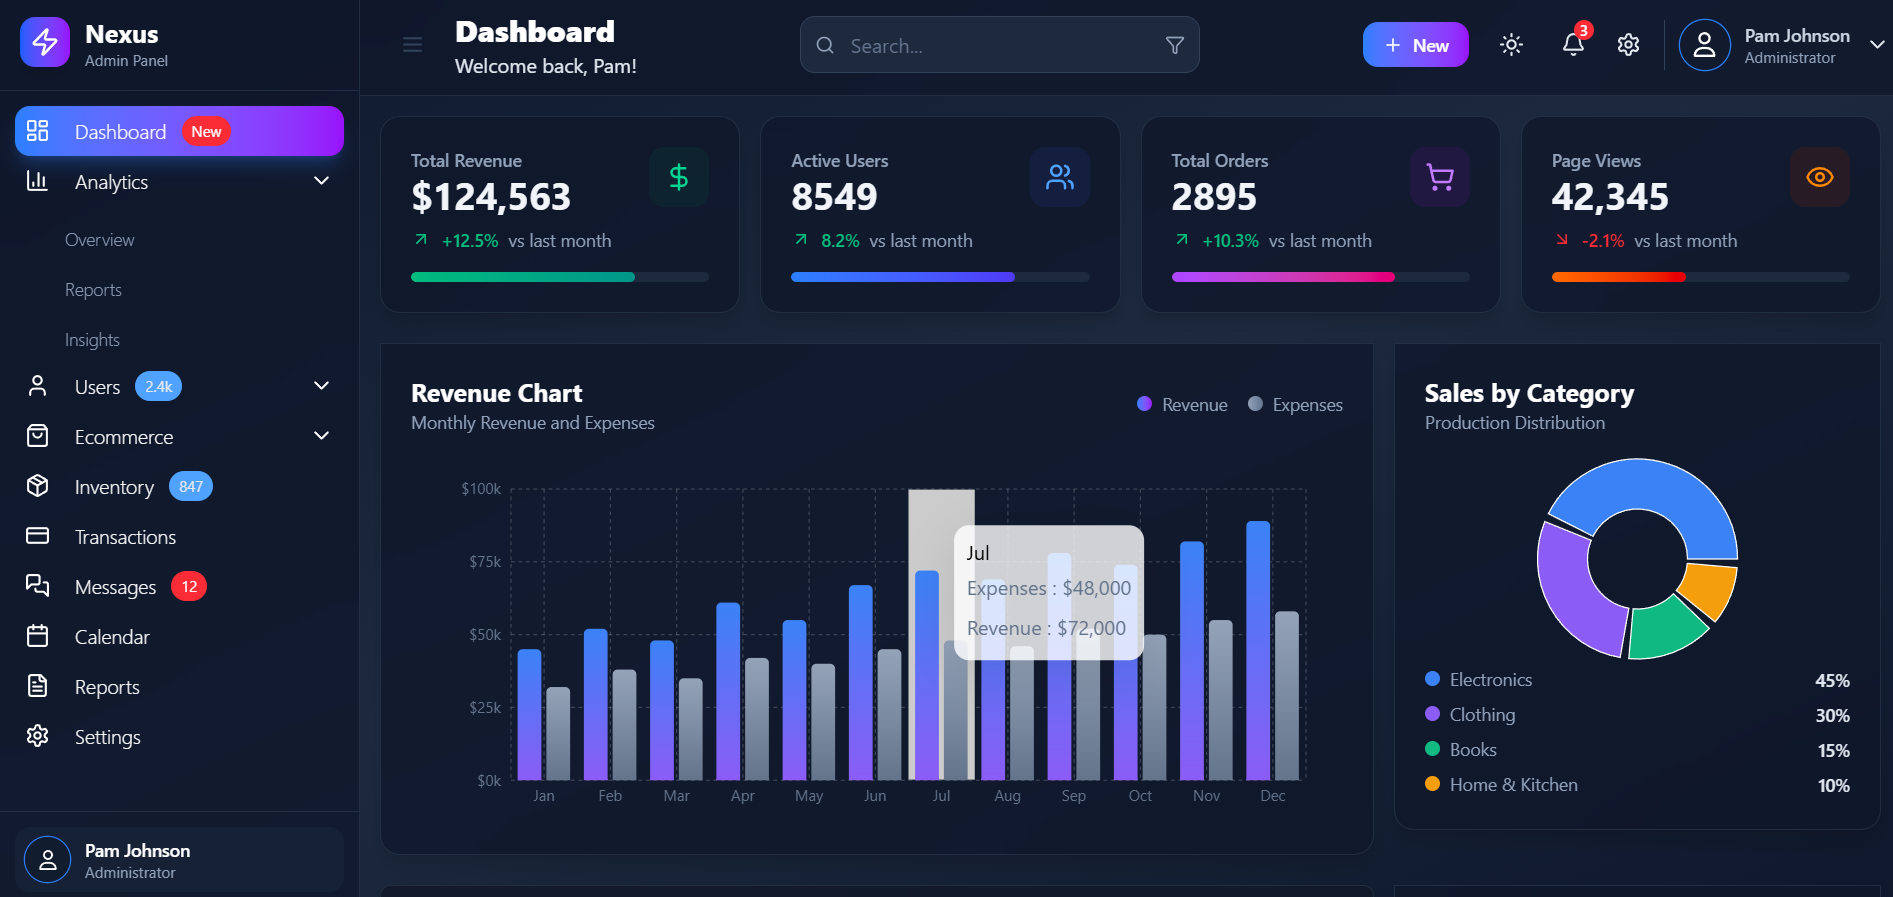 Nexus
Admin Panel
Dashboard New
Analytics
Overview
Reports
Insights
Users 2.4k
Ecommerce
Inventory 847
Transactions
Messages 12
Calendar
Reports
Settings
Pam Johnson
Administrator
Dashboard
Welcome back, Pam!
Search...
+ New
3
Pam Johnson
Administrator
Total Revenue
$124,563
+12.5% vs last month
Active Users
8549
8.2% vs last month
Total Orders
2895
+10.3% vs last month
Page Views
42,345
-2.1% vs last month
Revenue Chart
Monthly Revenue and Expenses
Revenue Expenses
$100k
$75k
$50k
$25k
$0k
Jan Feb Mar Apr May Jun Jul Aug Sep Oct Nov Dec
Jul
Expenses : $48,000
Revenue : $72,000
Sales by Category
Production Distribution
Electronics 45%
Clothing 30%
Books 15%
Home & Kitchen 10%